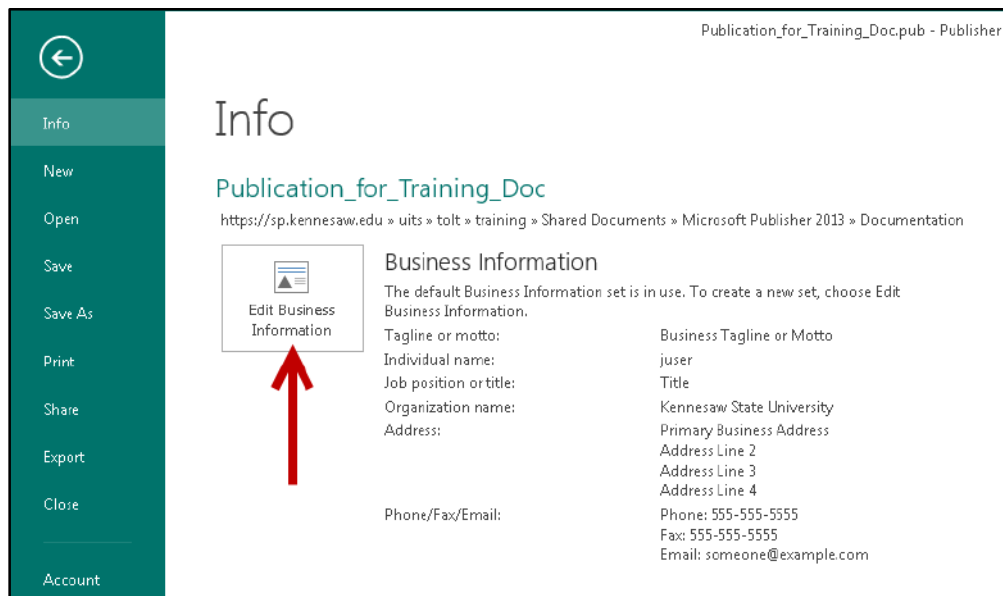 Publication_for_Training_Doc.pub - Publisher
Info
New
Open
Save
Save As
Print
Share
Export
Close
Account
Info
Publication_for_Training_Doc
https://sp.kennesaw.edu » uits » tolt » training » Shared Documents » Microsoft Publisher 2013 » Documentation
Edit Business
Information
Business Information
The default Business Information set is in use. To create a new set, choose Edit
Business Information.
Tagline or motto: Business Tagline or Motto
Individual name: juser
Job position or title: Title
Organization name: Kennesaw State University
Address: Primary Business Address
Address Line 2
Address Line 3
Address Line 4
Phone/Fax/Email: Phone: 555-555-5555
Fax: 555-555-5555
Email: someone@example.com